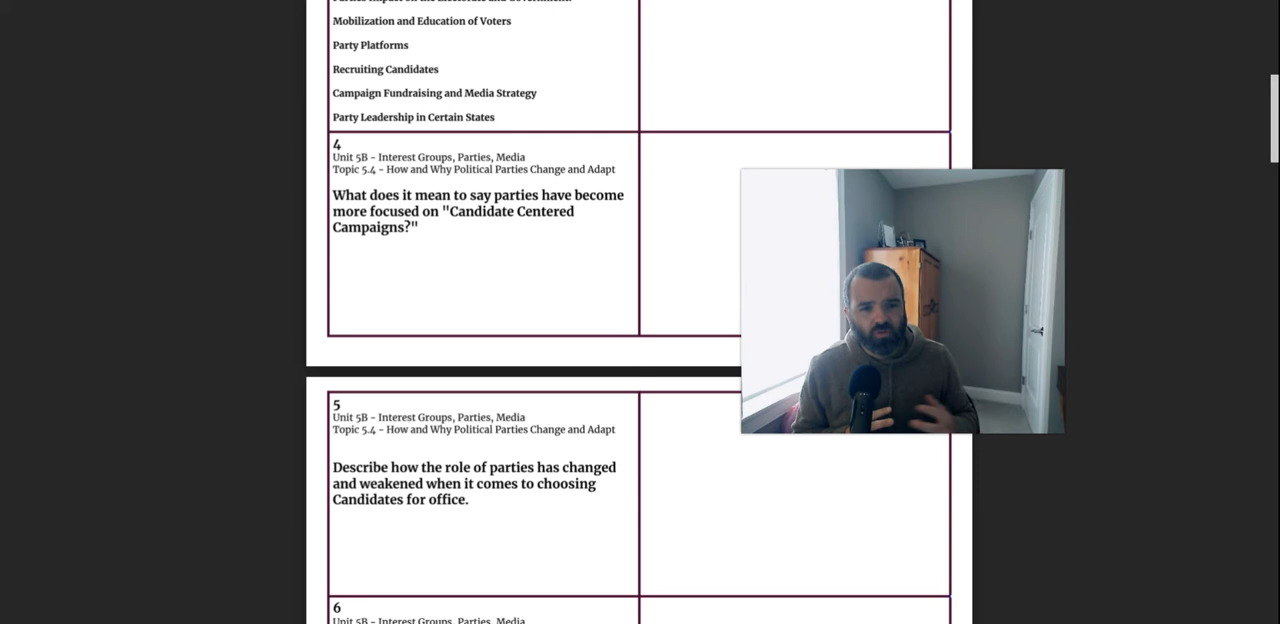 Mobilization and Education of Voters
Party Platforms
Recruiting Candidates
Campaign Fundraising and Media Strategy
Party Leadership in Certain States
4
Unit 5B - Interest Groups, Parties, Media
Topic 5.4 - How and Why Political Parties Change and Adapt
What does it mean to say parties have become
more focused on "Candidate Centered
Campaigns?"
5
Unit 5B - Interest Groups, Parties, Media
Topic 5.4 - How and Why Political Parties Change and Adapt
Describe how the role of parties has changed
and weakened when it comes to choosing
Candidates for office.
6
Unit 5B - Interest Groups, Parties, Media